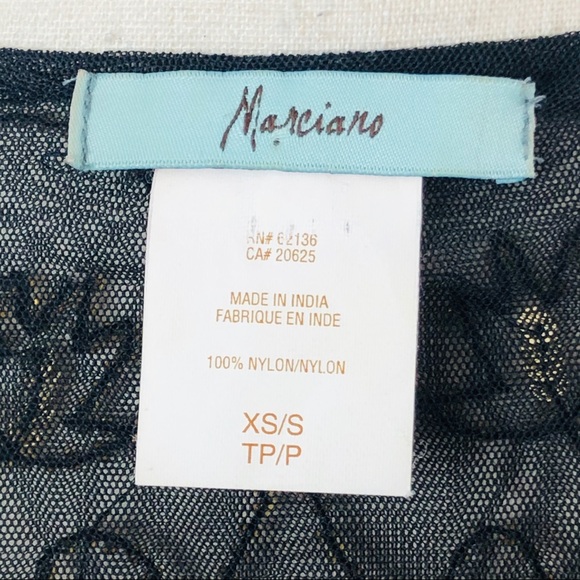 Marciano
RN# 62136
CA# 20625
MADE IN INDIA
FABRIQUE EN INDE
100% NYLON/NYLON
XS/S
TP/P